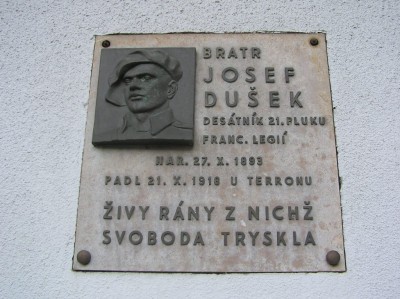 BRATR
JOSEF
DUŠEK
DESÁTNÍK 21. PLUKU
FRANC. LEGIÍ
NAR. 27. X. 1893
PADL 21. X. 1918 U TERRONU
ŽIVY RÁNY Z NICHŽ
SVOBODA TRYSKLA